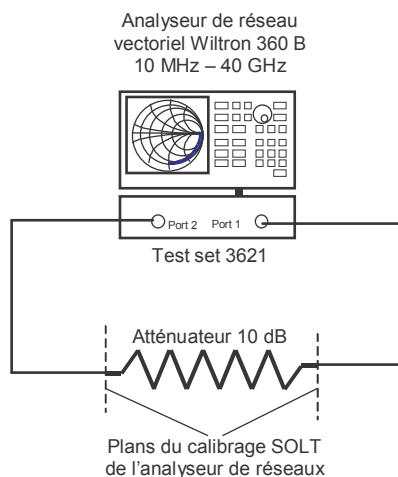 Analyseur de réseau
vectoriel Wiltron 360 B
10 MHz – 40 GHz
Port 2 Port 1
Test set 3621
Atténuateur 10 dB
Plans du calibrage SOLT
de l'analyseur de réseaux